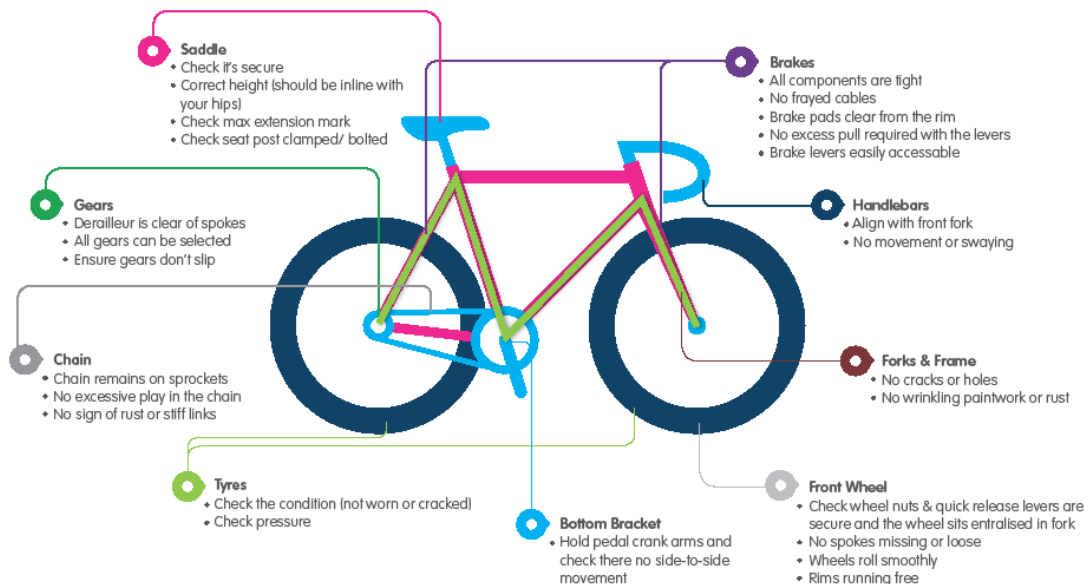 Saddle
• Check it's secure
• Correct height (should be inline with
your hips)
• Check max extension mark
• Check seat post clamped/ bolted
Brakes
• All components are tight
• No frayed cables
• Brake pads clear from the rim
• No excess pull required with the levers
• Brake levers easily accessable
Gears
• Derailleur is clear of spokes
• All gears can be selected
• Ensure gears don't slip
Handlebars
• Align with front fork
• No movement or swaying
Chain
• Chain remains on sprockets
• No excessive play in the chain
• No sign of rust or stiff links
Forks & Frame
• No cracks or holes
• No wrinkling paintwork or rust
Tyres
• Check the condition (not worn or cracked)
• Check pressure
Bottom Bracket
• Hold pedal crank arms and
check there no side-to-side
movement
Front Wheel
• Check wheel nuts & quick release levers are
secure and the wheel sits entralised in fork
• No spokes missing or loose
• Wheels roll smoothly
• Rims running free